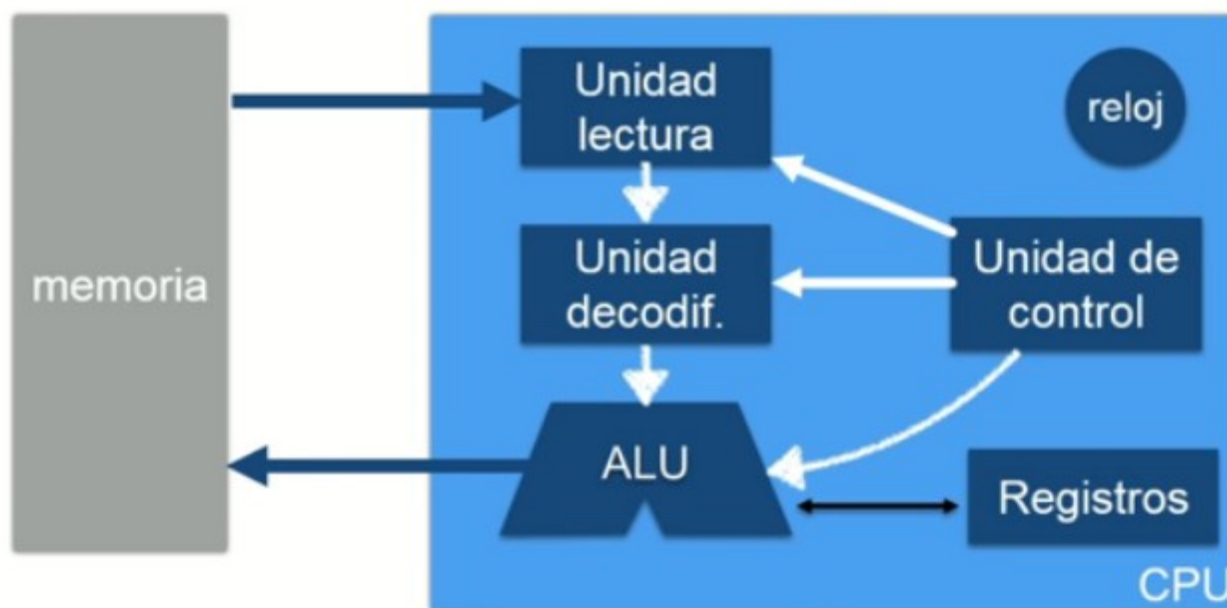 Unidad
lectura
reloj
memoria
Unidad
decodif.
Unidad de
control
ALU
Registros
CPU